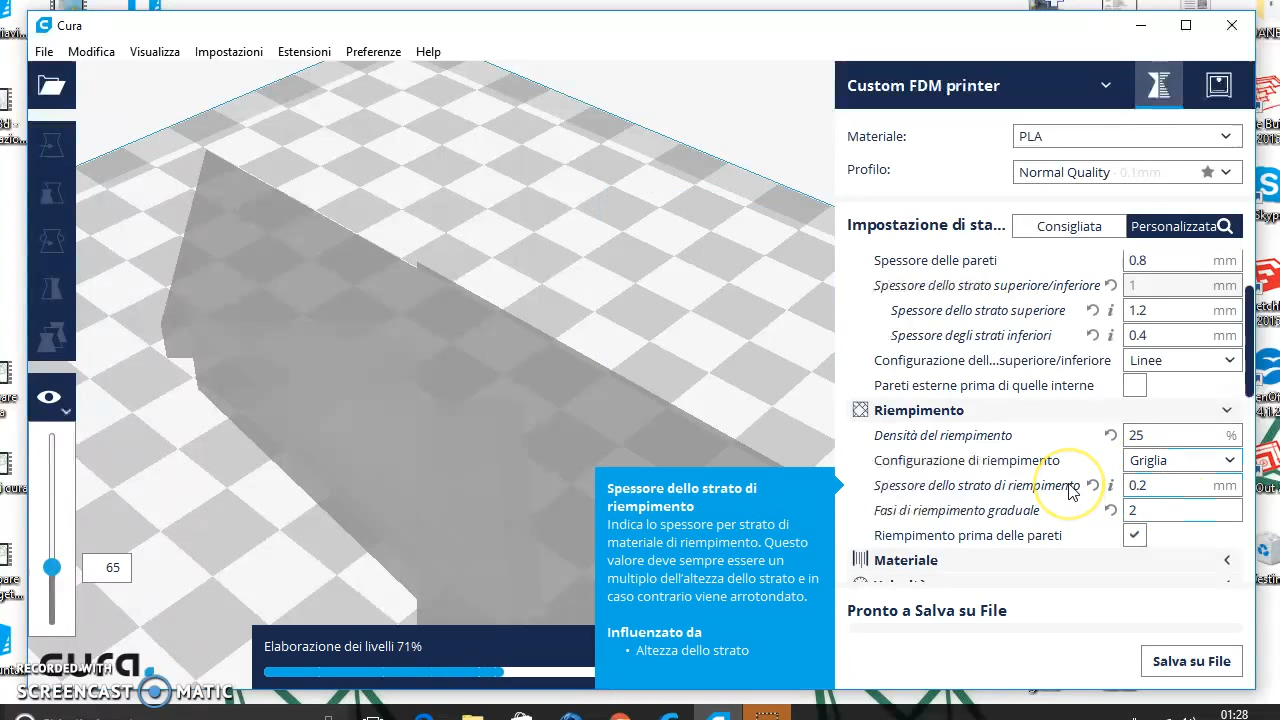 Cura
File Modifica Visualizza Impostazioni Estensioni Preferenze Help
Custom FDM printer
Materiale: PLA
Profilo: Normal Quality - 0.1mm
Impostazione di sta... Consigliata Personalizzata
Spessore delle pareti 0.8 mm
Spessore dello strato superiore/inferiore 1 mm
Spessore dello strato superiore i 1.2 mm
Spessore degli strati inferiori i 0.4 mm
Configurazione dell...superiore/inferiore Linee
Pareti esterne prima di quelle interne
Riempimento
Densità del riempimento 25 %
Configurazione di riempimento Griglia
Spessore dello strato di riempimento i 0.2 mm
Fasi di riempimento graduale 2
Riempimento prima delle pareti
Materiale
Pronto a Salva su File
Salva su File
Spessore dello strato di
riempimento
Indica lo spessore per strato di
materiale di riempimento. Questo
valore deve sempre essere un
multiplo dell'altezza dello strato e in
caso contrario viene arrotondato.
Influenzato da
• Altezza dello strato
65
Elaborazione dei livelli 71%
cura.
RECORDED WITH
SCREENCAST MATIC
01:28